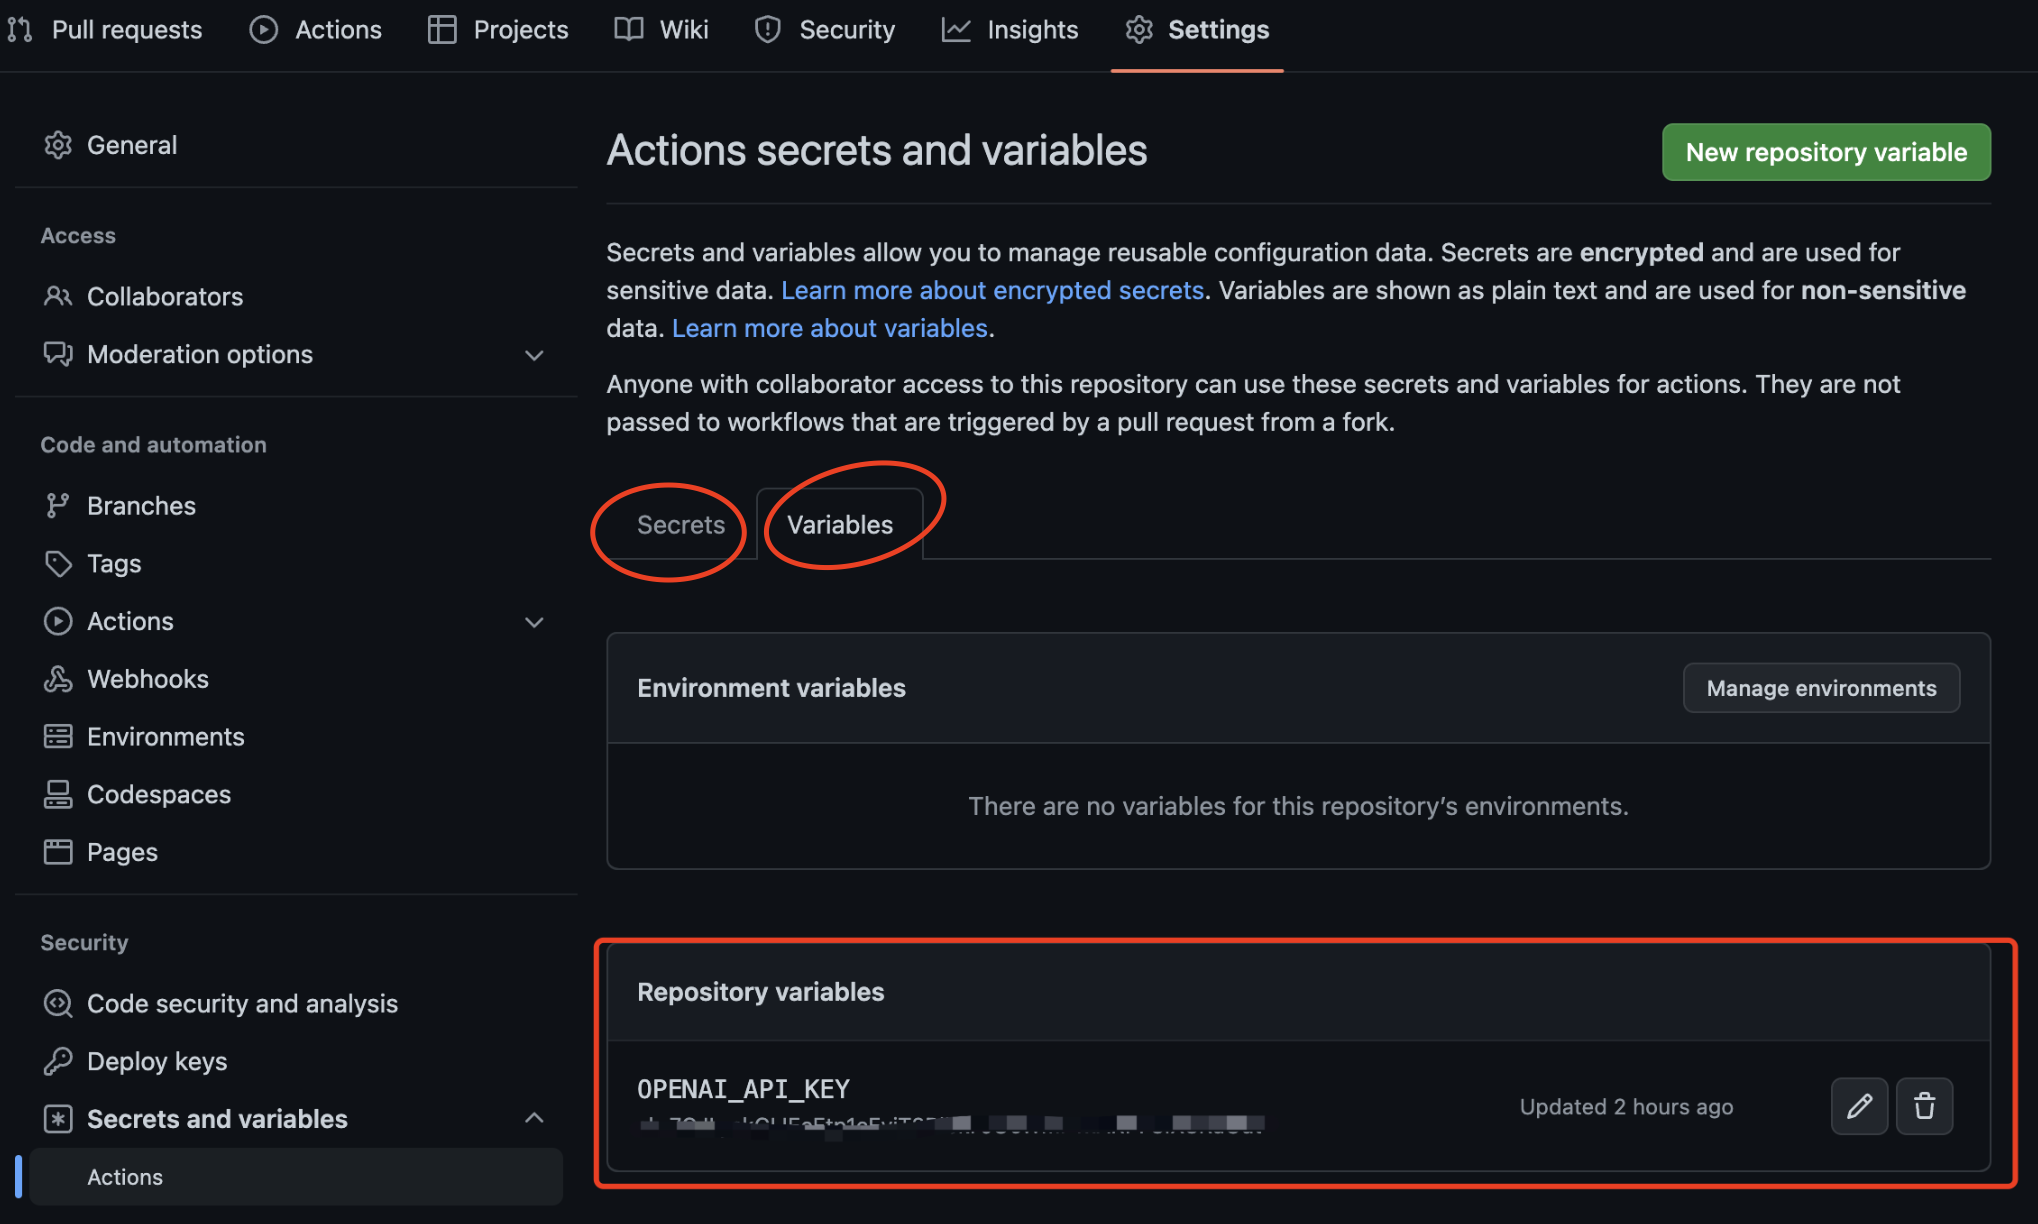 Pull requests
Actions
Projects
Wiki
Security
Insights
Settings
General
Access
Collaborators
Moderation options
Code and automation
Branches
Tags
Actions
Webhooks
Environments
Codespaces
Pages
Security
Code security and analysis
Deploy keys
Secrets and variables
Actions
Actions secrets and variables
New repository variable
Secrets and variables allow you to manage reusable configuration data. Secrets are encrypted and are used for
sensitive data. Learn more about encrypted secrets. Variables are shown as plain text and are used for non-sensitive
data. Learn more about variables.
Anyone with collaborator access to this repository can use these secrets and variables for actions. They are not
passed to workflows that are triggered by a pull request from a fork.
Secrets
Variables
Environment variables
Manage environments
There are no variables for this repository’s environments.
Repository variables
OPENAI_API_KEY
Updated 2 hours ago